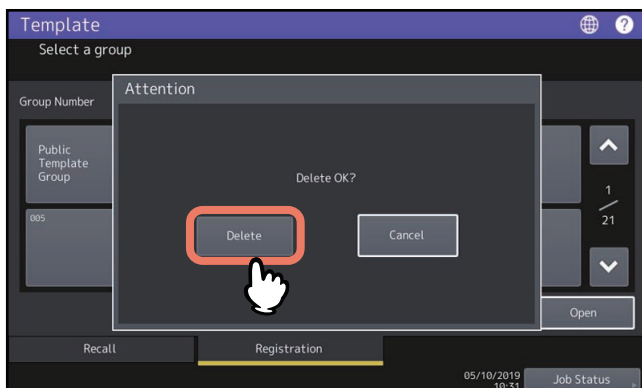 Template
?
Select a group
Attention
Group Number
Public
Template
Group
Delete OK?
1
21
005
Delete
Cancel
Open
Recall
Registration
05/10/2019
10:31
Job Status